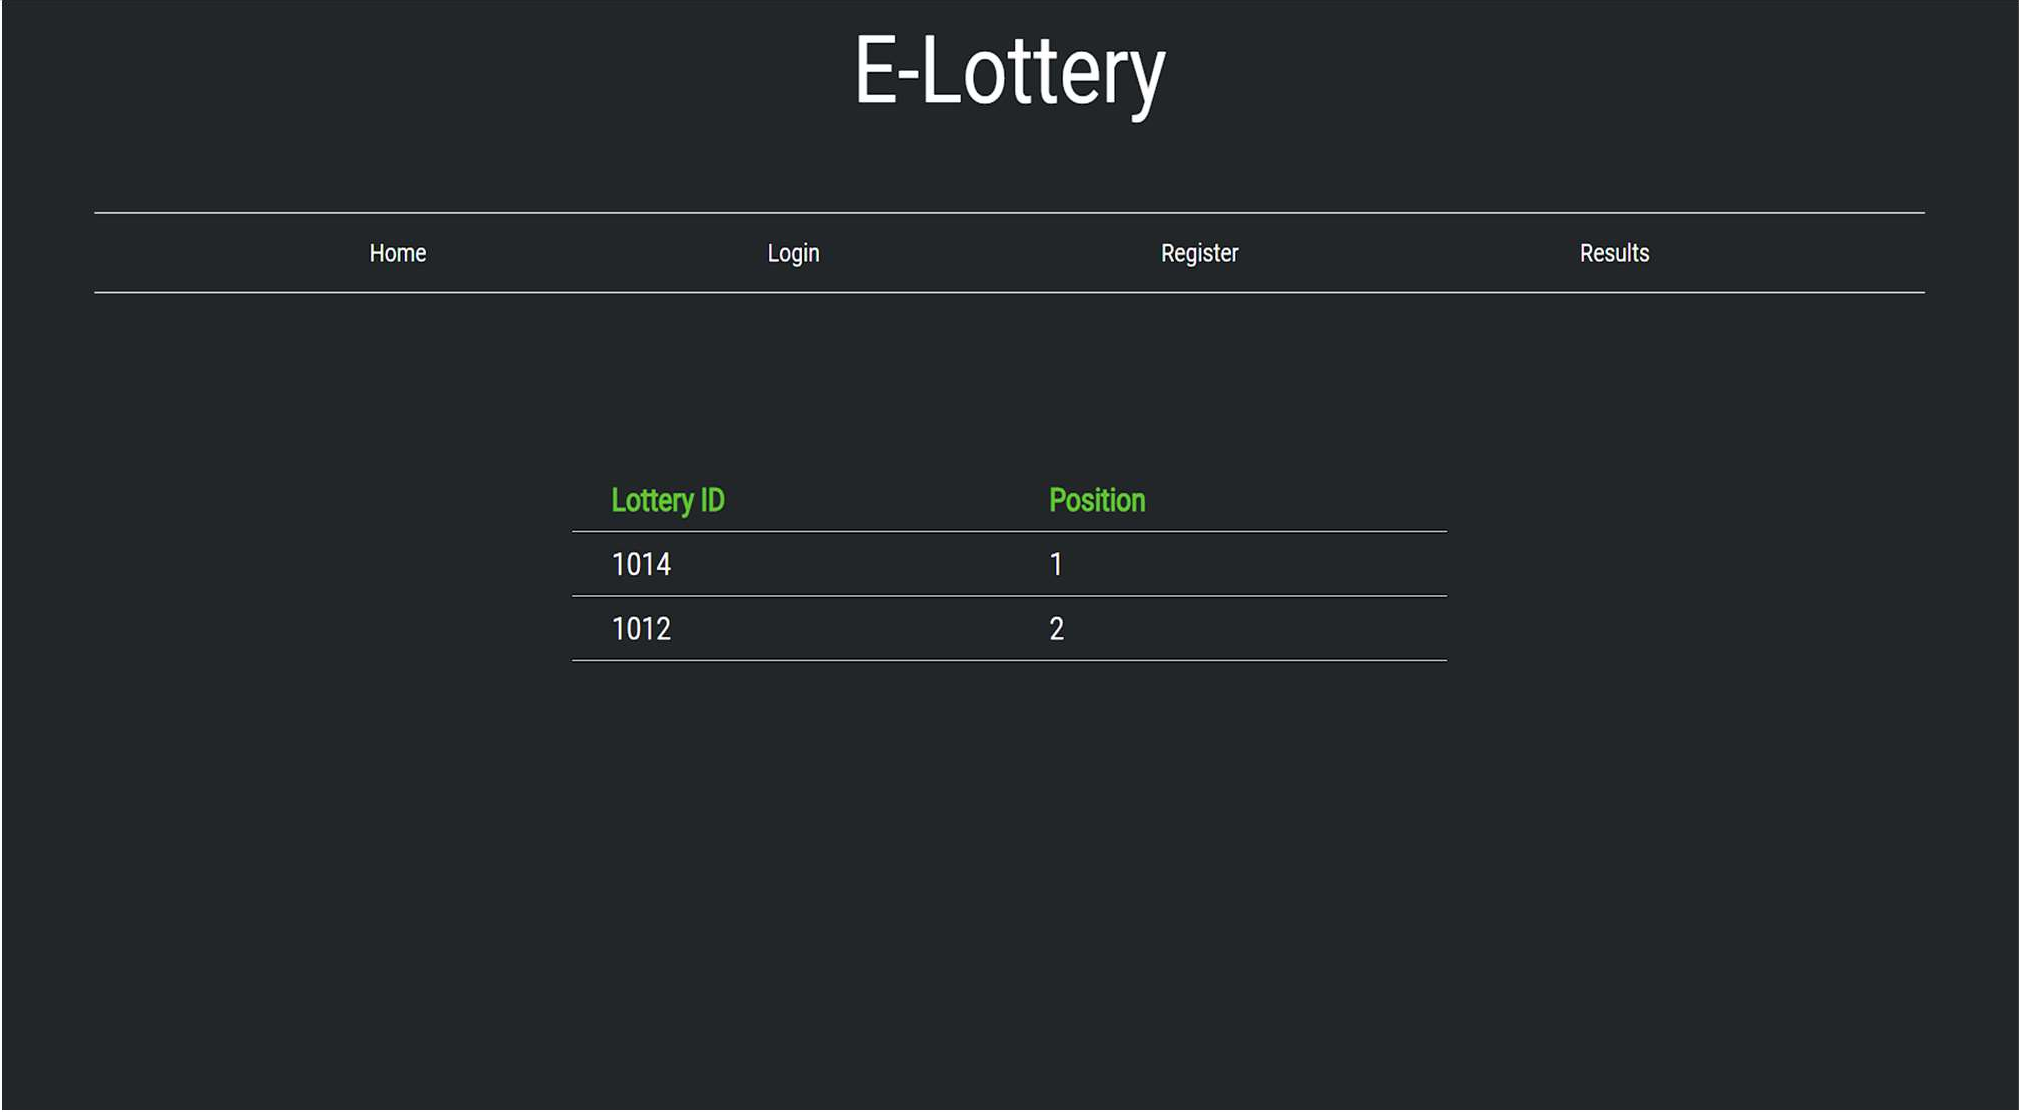 E-Lottery
Home Login Register Results
Lottery ID Position
1014 1
1012 2